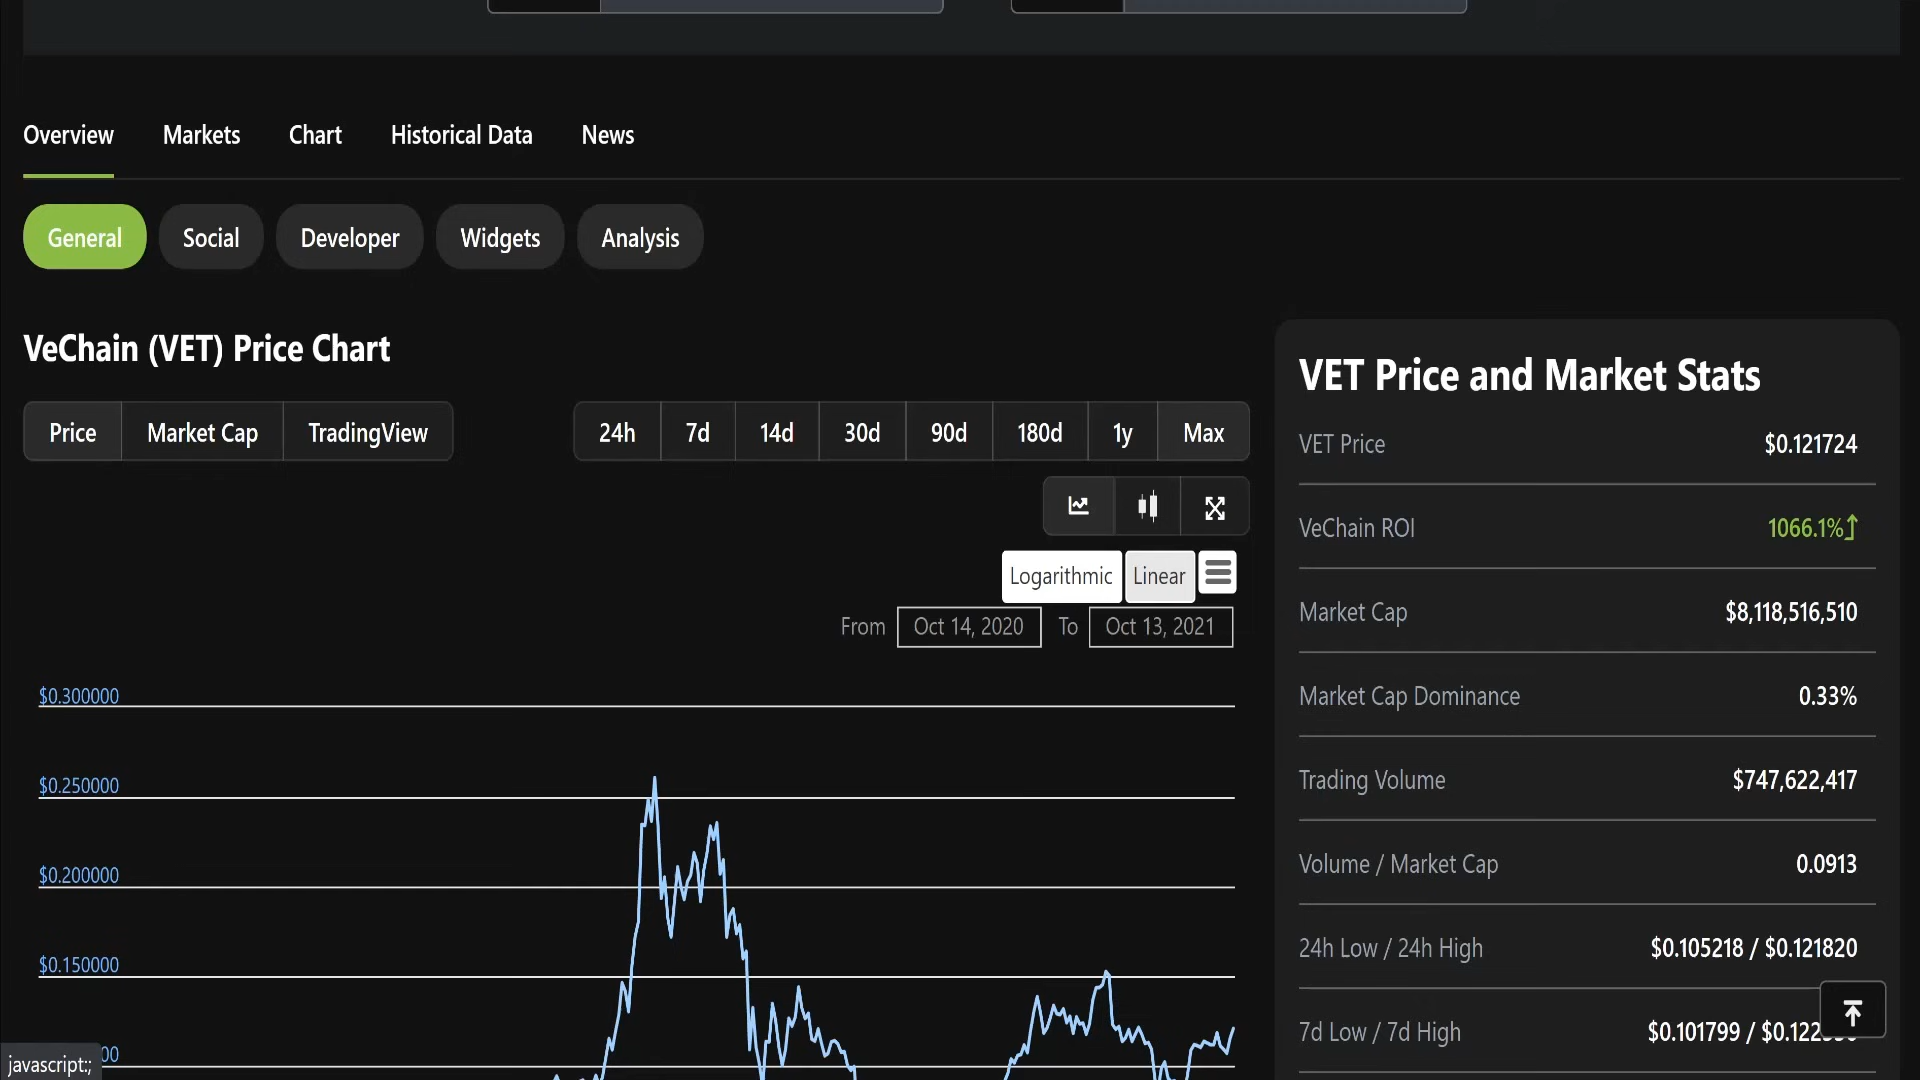 Overview Markets Chart Historical Data News
General Social Developer Widgets Analysis
VeChain (VET) Price Chart
Price Market Cap TradingView 24h 7d 14d 30d 90d 180d 1y Max
Logarithmic Linear
From Oct 14, 2020 To Oct 13, 2021
$0.300000
$0.250000
$0.200000
$0.150000
00
javascript:;
VET Price and Market Stats
VET Price $0.121724
VeChain ROI 1066.1%
Market Cap $8,118,516,510
Market Cap Dominance 0.33%
Trading Volume $747,622,417
Volume / Market Cap 0.0913
24h Low / 24h High $0.105218 / $0.121820
7d Low / 7d High $0.101799 /